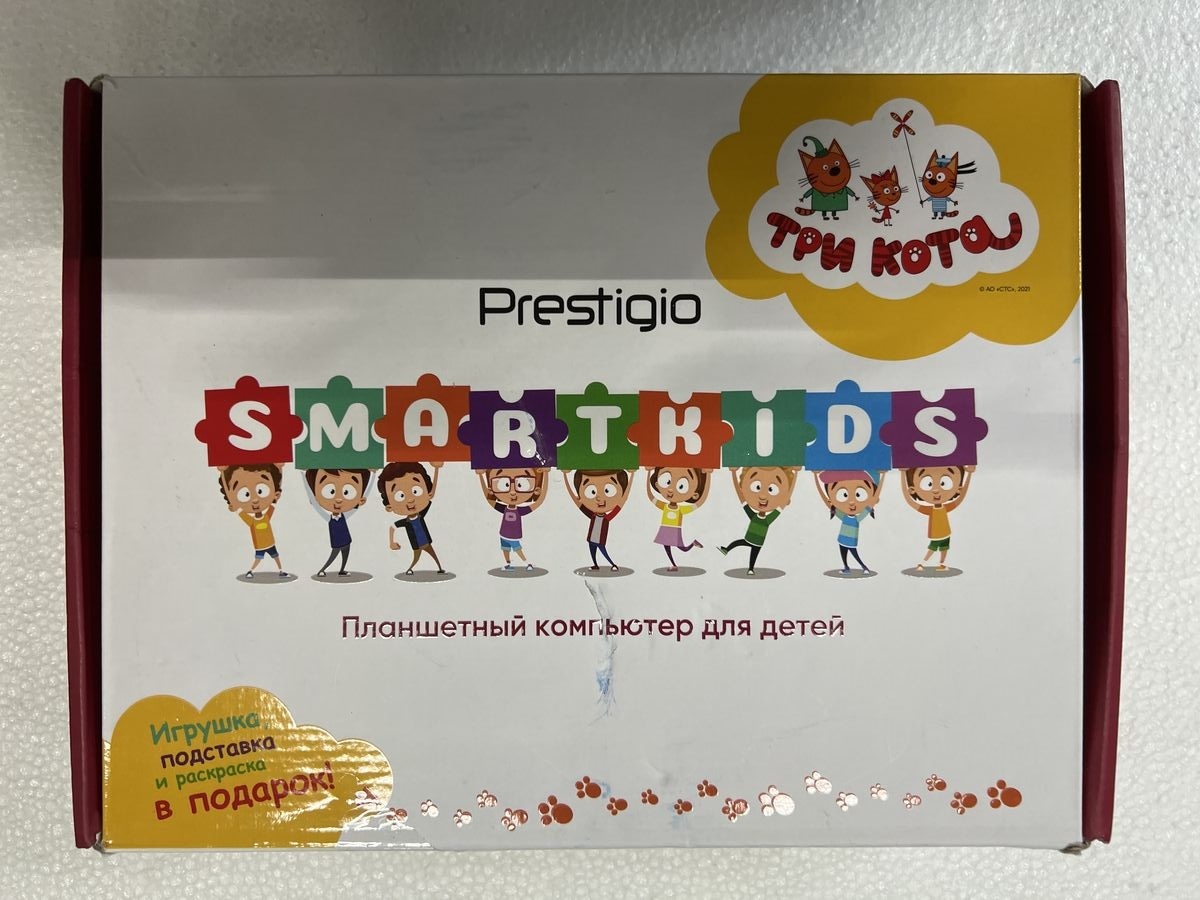 ТРИ КОТА
© АО «СТС», 2021
Prestigio
SMARTKIDS
Планшетный компьютер для детей
Игрушка
подставка
и раскраска
в подарок!